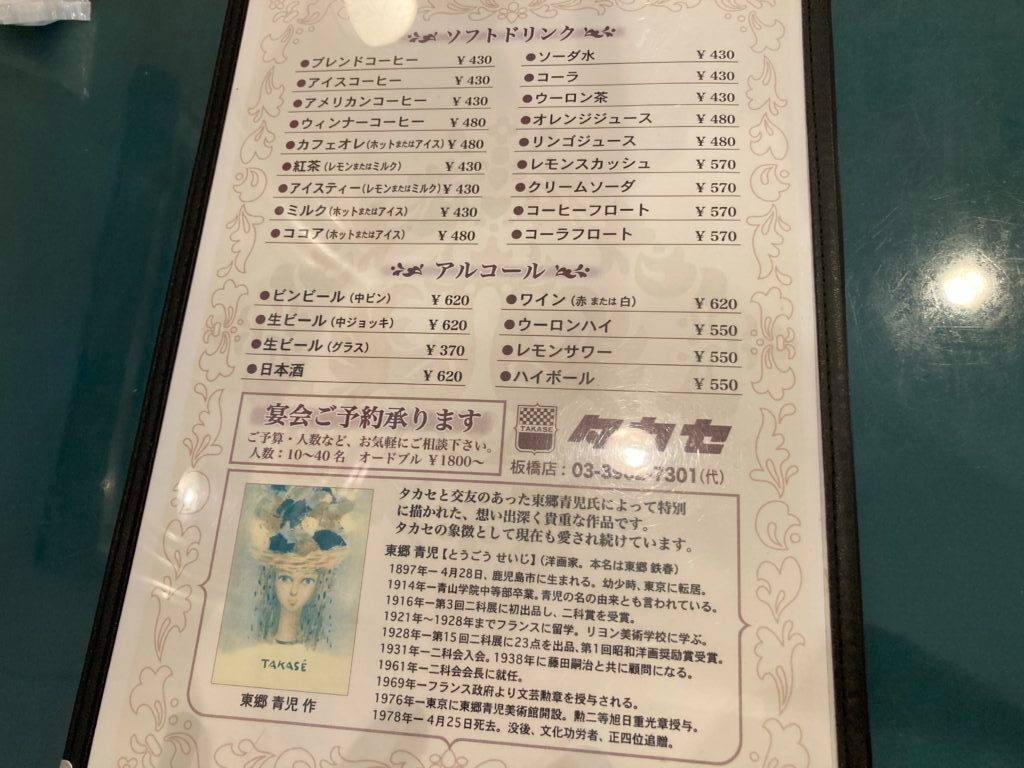 ソフトドリンク
●ブレンドコーヒー ¥430
●アイスコーヒー ¥430
●アメリカンコーヒー ¥430
●ウィンナーコーヒー ¥480
●カフェオレ(ホットまたはアイス) ¥480
●紅茶(レモンまたはミルク) ¥430
●アイスティー(レモンまたはミルク) ¥430
●ミルク(ホットまたはアイス) ¥430
●ココア(ホットまたはアイス) ¥480
●ソーダ水 ¥430
●コーラ ¥430
●ウーロン茶 ¥430
●オレンジジュース ¥480
●リンゴジュース ¥480
●レモンスカッシュ ¥570
●クリームソーダ ¥570
●コーヒーフロート ¥570
●コーラフロート ¥570
アルコール
●ビンビール(中ビン) ¥620
●生ビール(中ジョッキ) ¥620
●生ビール(グラス) ¥370
●日本酒 ¥620
●ワイン(赤 または 白) ¥620
●ウーロンハイ ¥550
●レモンサワー ¥550
●ハイボール ¥550
宴会ご予約承ります
ご予算・人数など、お気軽にご相談下さい。
人数：10〜40名 オードブル ¥1800〜
TAKASE
タカセ
板橋店：03-3962-7301(代)
タカセと交友のあった東郷青児氏によって特別
に描かれた、想い出深く貴重な作品です。
タカセの象徴として現在も愛され続けています。
東郷 青児【とうごう せいじ】(洋画家。本名は東郷 鉄春)
1897年ー4月28日、鹿児島市に生まれる。幼少時、東京に転居。
1914年ー青山学院中等部卒業。青児の名の由来とも言われている。
1916年ー第3回二科展に初出品し、二科賞を受賞。
1921年〜1928年までフランスに留学。リヨン美術学校に学ぶ。
1928年ー第15回二科展に23点を出品、第1回昭和洋画奨励賞受賞。
1931年ー二科会入会。1938年に藤田嗣治と共に顧問になる。
1961年ー二科会会長に就任。
1969年ーフランス政府より文芸勲章を授与される。
1976年ー東京に東郷青児美術館開設。勲二等旭日重光章授与。
1978年ー4月25日死去。没後、文化功労者、正四位追贈。
TAKASÉ
東郷 青児 作